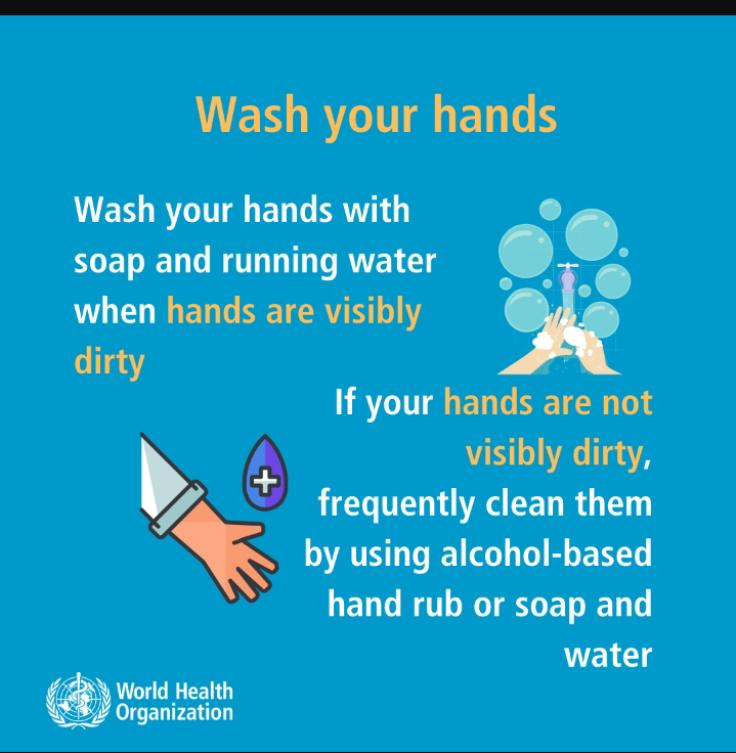 Wash your hands
Wash your hands with
soap and running water
when hands are visibly
dirty
If your hands are not
visibly dirty,
frequently clean them
by using alcohol-based
hand rub or soap and
water
World Health
Organization